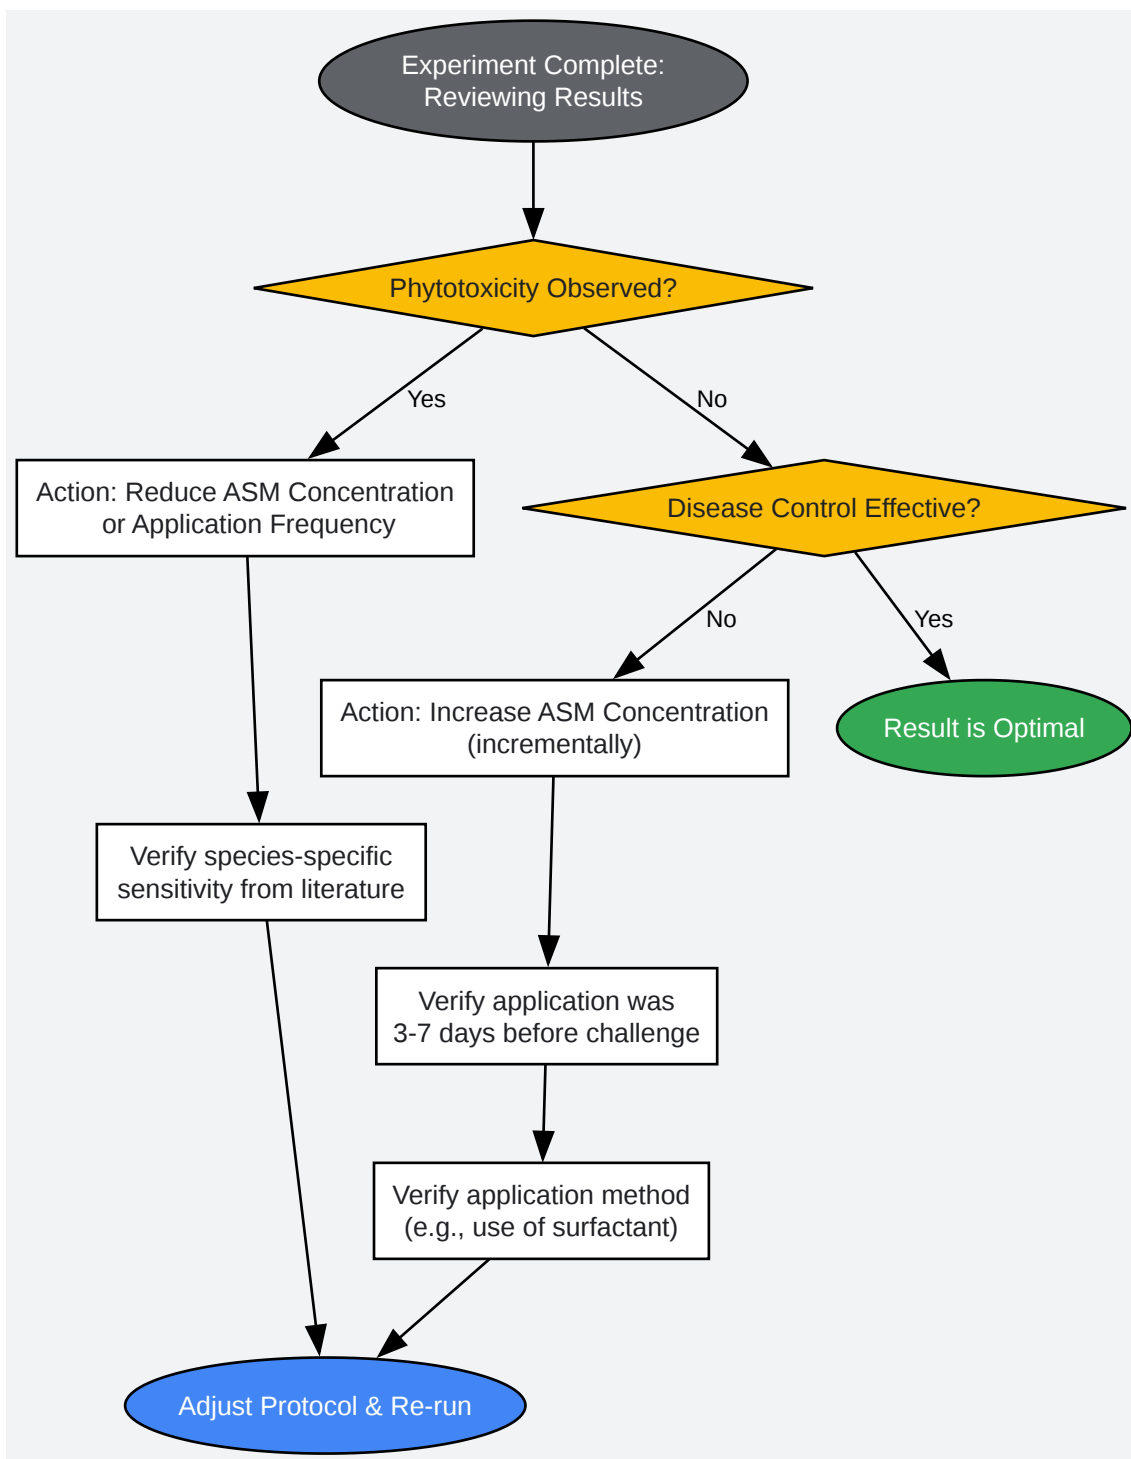 Experiment Complete:
Reviewing Results
Phytotoxicity Observed?
Yes
No
Action: Reduce ASM Concentration
or Application Frequency
Disease Control Effective?
No
Yes
Action: Increase ASM Concentration
(incrementally)
Result is Optimal
Verify species-specific
sensitivity from literature
Verify application was
3-7 days before challenge
Verify application method
(e.g., use of surfactant)
Adjust Protocol & Re-run